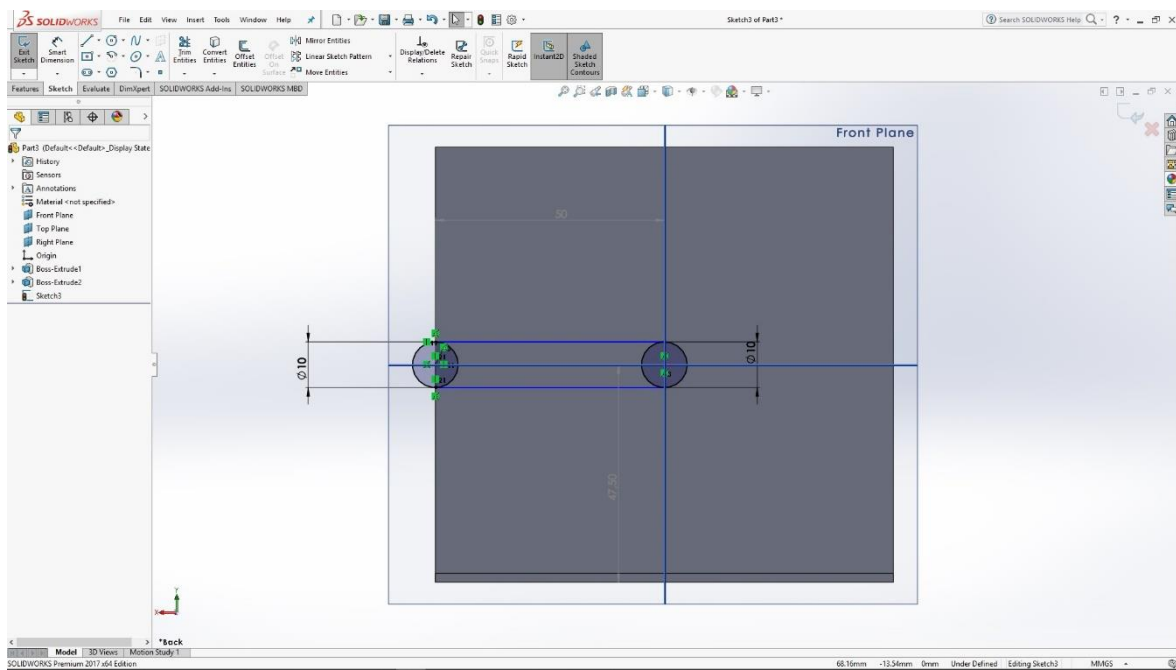 SOLIDWORKS File Edit View Insert Tools Window Help Sketch3 of Part3 * Search SOLIDWORKS Help
Exit Sketch
Smart Dimension
Trim Entities
Convert Entities
Offset Entities
Offset On Surface
Mirror Entities
Linear Sketch Pattern
Move Entities
Display/Delete Relations
Repair Sketch
Quick Snaps
Rapid Sketch
Instant2D
Shaded Sketch Contours
Features Sketch Evaluate DimXpert SOLIDWORKS Add-Ins SOLIDWORKS MBD
Front Plane
Part3 (Default<<Default>_Display State
History
Sensors
Annotations
Material <not specified>
Front Plane
Top Plane
Right Plane
Origin
Boss-Extrude1
Boss-Extrude2
Sketch3
50
Ø10
Ø10
47.50
Y
X
*Back
Model 3D Views Motion Study 1
SOLIDWORKS Premium 2017 x64 Edition 68.16mm -13.54mm 0mm Under Defined Editing Sketch3 MMGS